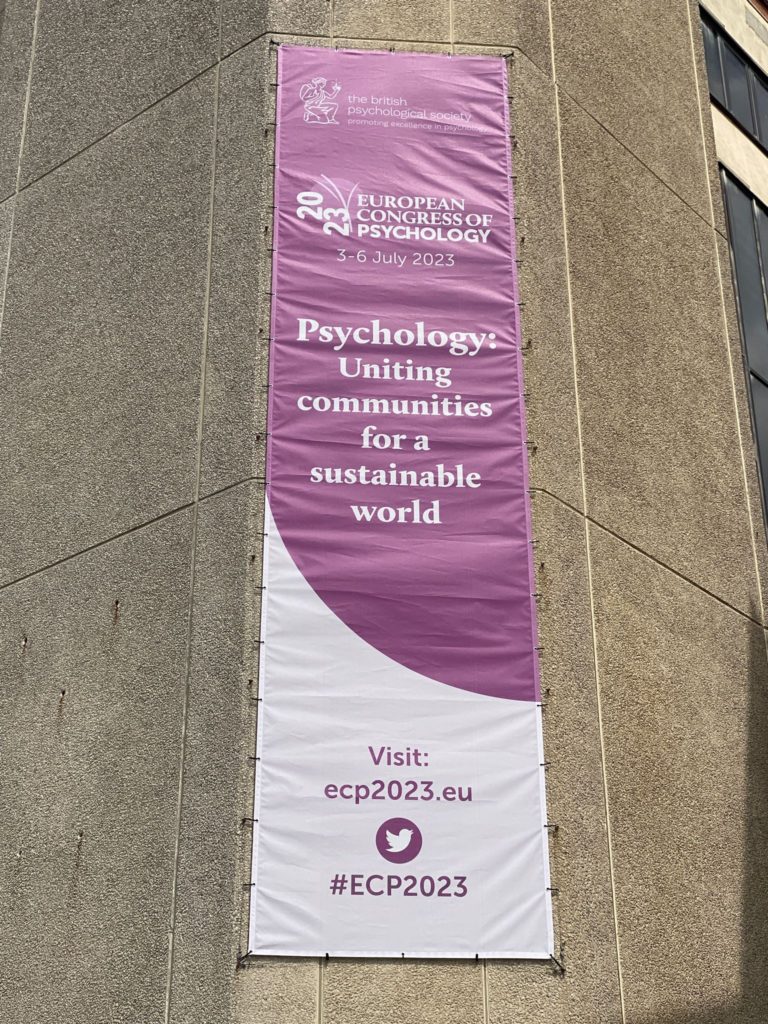 the british
psychological society
promoting excellence in psychology
2023
EUROPEAN
CONGRESS OF
PSYCHOLOGY
3-6 July 2023
Psychology:
Uniting
communities
for a
sustainable
world
Visit:
ecp2023.eu
#ECP2023